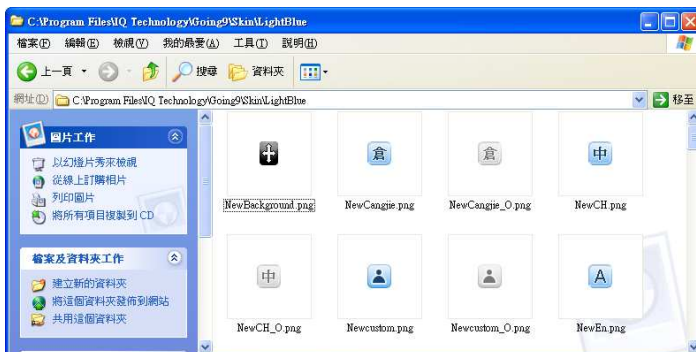 C:\Program Files\IQ Technology\Going9\Skin\LightBlue
檔案(F) 編輯(E) 檢視(V) 我的最愛(A) 工具(T) 說明(H)
上一頁 搜尋 資料夾
網址(D) C:\Program Files\IQ Technology\Going9\Skin\LightBlue 移至
圖片工作
以幻燈片秀來檢視
從線上訂購相片
列印圖片
將所有項目複製到 CD
檔案及資料夾工作
建立新的資料夾
將這個資料夾發佈到網站
共用這個資料夾
倉 倉 中
NewBackground.png NewCangjie.png NewCangjie_O.png NewCH.png
中 A
NewCH_O.png Newcustom.png Newcustom_O.png NewEn.png